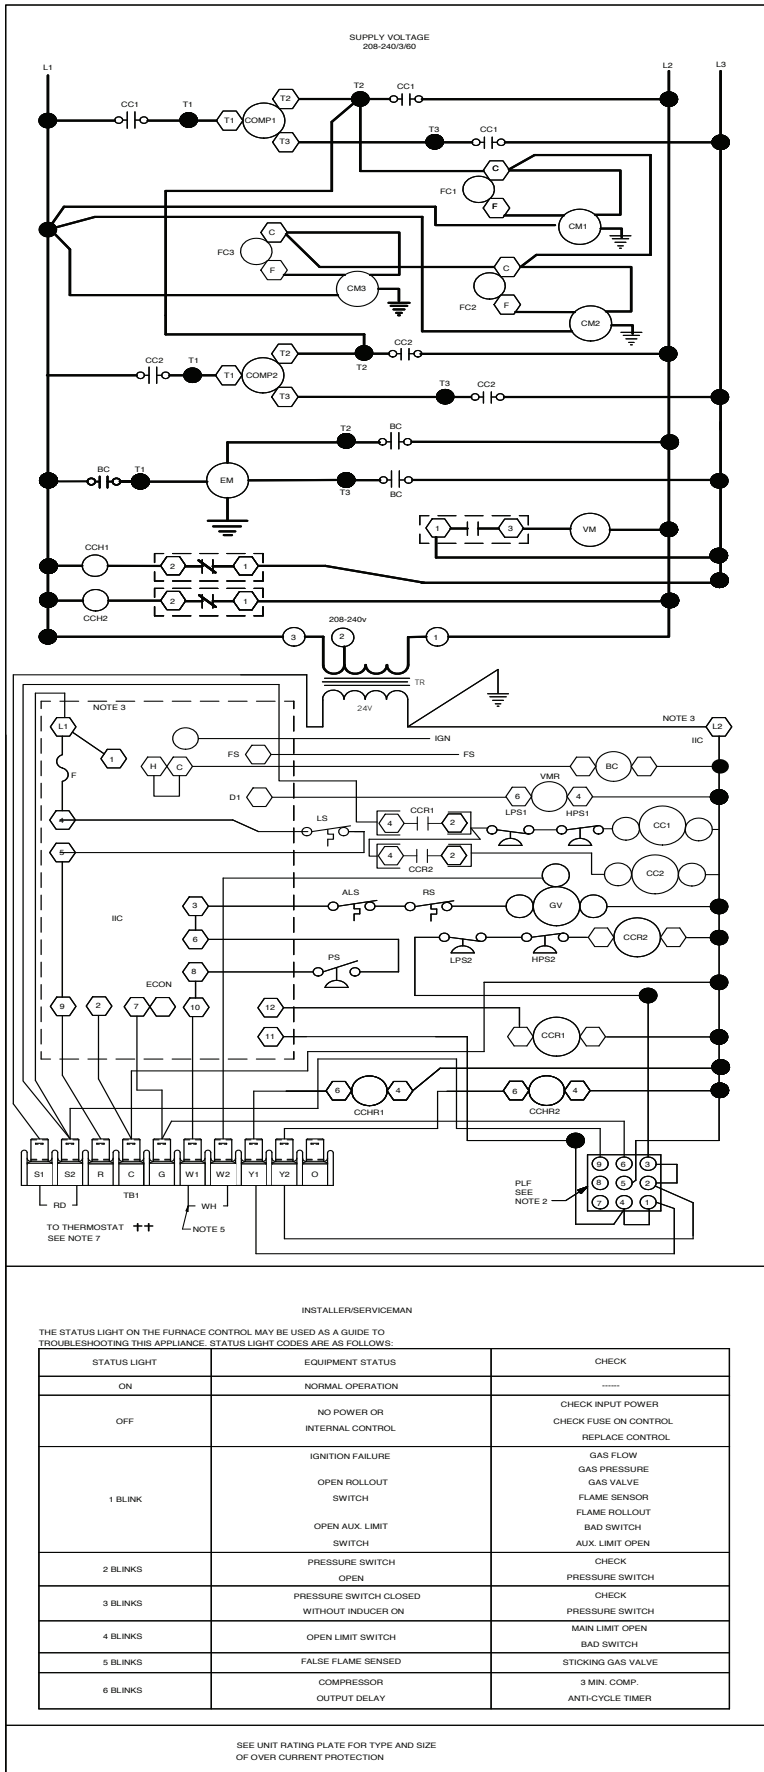 SUPPLY VOLTAGE
208-240/3/60
L1
L2
L3
CC1
T1
T1
COMP1
T2
T3
T2
CC1
T3
CC1
C
FC1
F
CM1
C
FC3
F
CM3
C
FC2
F
CM2
CC2
T1
T1
COMP2
T2
T3
T2
CC2
T3
CC2
T2
BC
BC
T1
EM
T3
BC
1
3
VM
CCH1
2
1
2
1
CCH2
208-240v
3
2
1
TR
24V
NOTE 3
NOTE 3
L1
L2
IIC
IGN
1
F
FS
FS
H
C
BC
D1
VMR
6
4
LPS1
HPS1
CCR1
4
2
CC1
4
LS
5
4
2
CCR2
CC2
IIC
3
ALS
RS
GV
6
LPS2
HPS2
CCR2
PS
8
ECON
9
2
7
10
12
11
CCR1
6
4
CCHR1
6
4
CCHR2
S1
S2
R
C
G
W1
W2
Y1
Y2
O
TB1
RD
WH
TO THERMOSTAT ++
SEE NOTE 7
NOTE 5
PLF
SEE
NOTE 2
9 6 3
8 5 2
7 4 1
INSTALLER/SERVICEMAN
THE STATUS LIGHT ON THE FURNACE CONTROL MAY BE USED AS A GUIDE TO
TROUBLESHOOTING THIS APPLIANCE. STATUS LIGHT CODES ARE AS FOLLOWS:
STATUS LIGHT
EQUIPMENT STATUS
CHECK
ON
NORMAL OPERATION
------
OFF
NO POWER OR
INTERNAL CONTROL
CHECK INPUT POWER
CHECK FUSE ON CONTROL
REPLACE CONTROL
1 BLINK
IGNITION FAILURE
OPEN ROLLOUT
SWITCH
OPEN AUX. LIMIT
SWITCH
GAS FLOW
GAS PRESSURE
GAS VALVE
FLAME SENSOR
FLAME ROLLOUT
BAD SWITCH
AUX. LIMIT OPEN
2 BLINKS
PRESSURE SWITCH
OPEN
CHECK
PRESSURE SWITCH
3 BLINKS
PRESSURE SWITCH CLOSED
WITHOUT INDUCER ON
CHECK
PRESSURE SWITCH
4 BLINKS
OPEN LIMIT SWITCH
MAIN LIMIT OPEN
BAD SWITCH
5 BLINKS
FALSE FLAME SENSED
STICKING GAS VALVE
6 BLINKS
COMPRESSOR
OUTPUT DELAY
3 MIN. COMP.
ANTI-CYCLE TIMER
SEE UNIT RATING PLATE FOR TYPE AND SIZE
OF OVER CURRENT PROTECTION